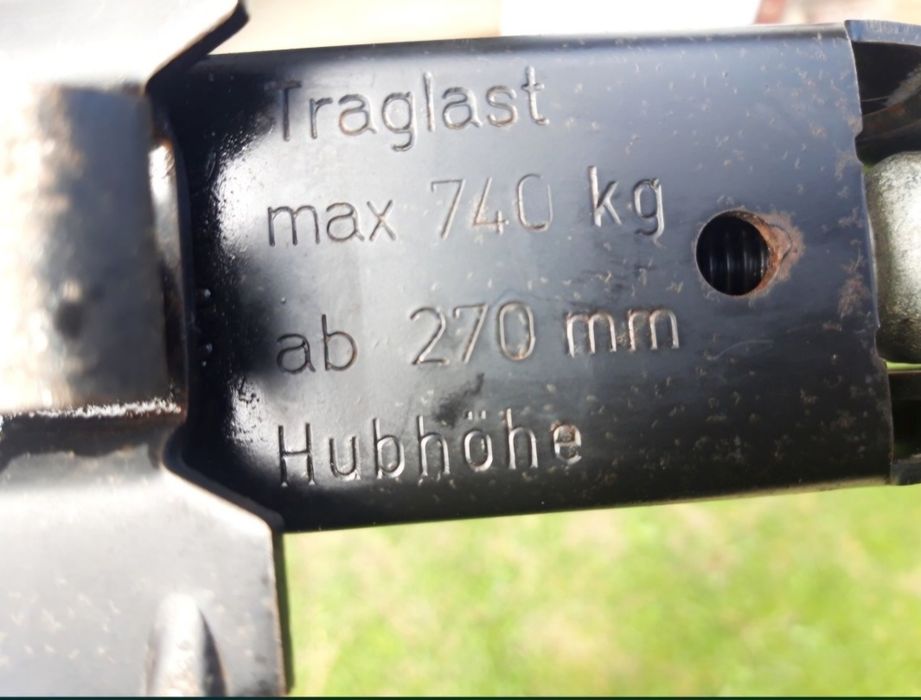 Traglast
max 740 kg
ab 270 mm
Hubhöhe